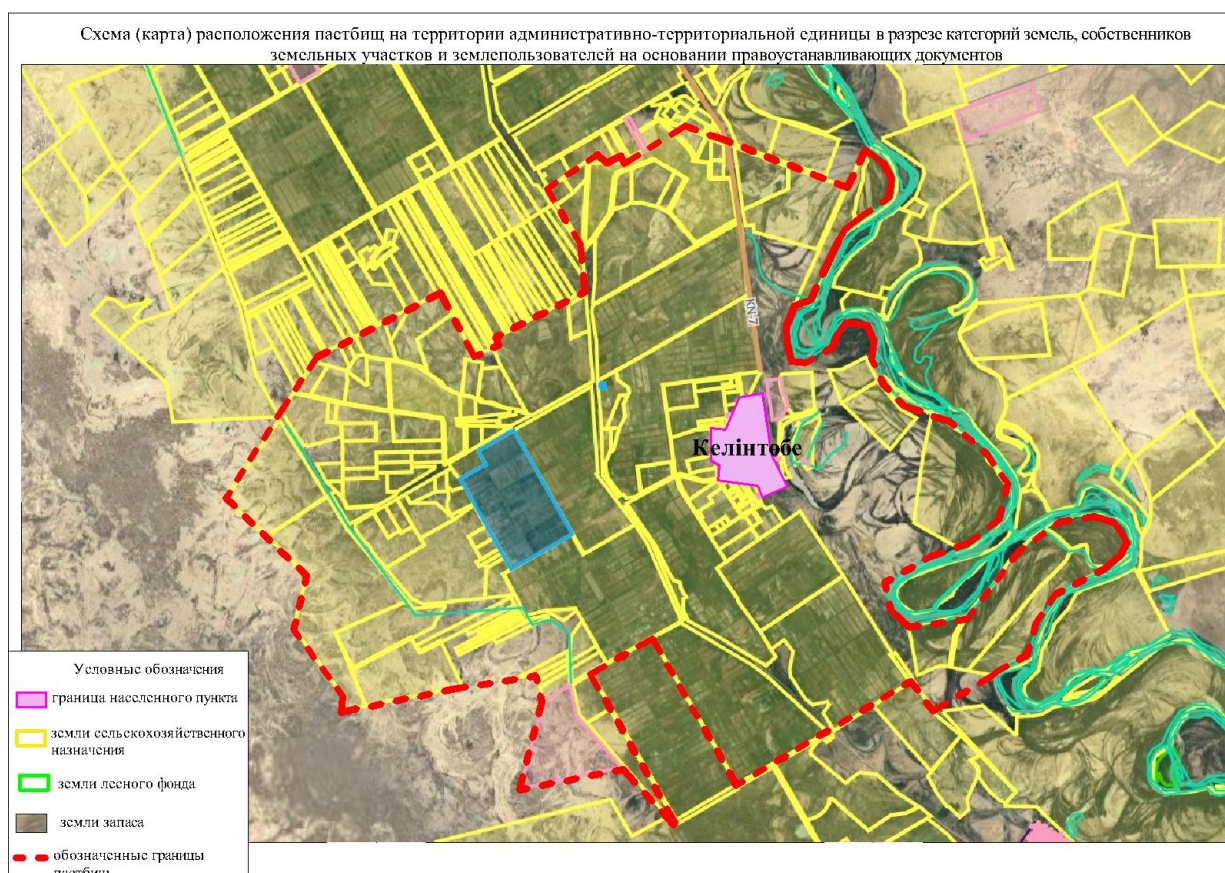 Схема (карта) расположения пастбищ на территории административно-территориальной единицы в разрезе категорий земель, собственников
земельных участков и землепользователей на основании правоустанавливающих документов
KN-7
Келінтөбе
Условные обозначения
граница населенного пункта
земли сельскохозяйственного
назначения
земли лесного фонда
земли запаса
обозначенные границы
пастбищ